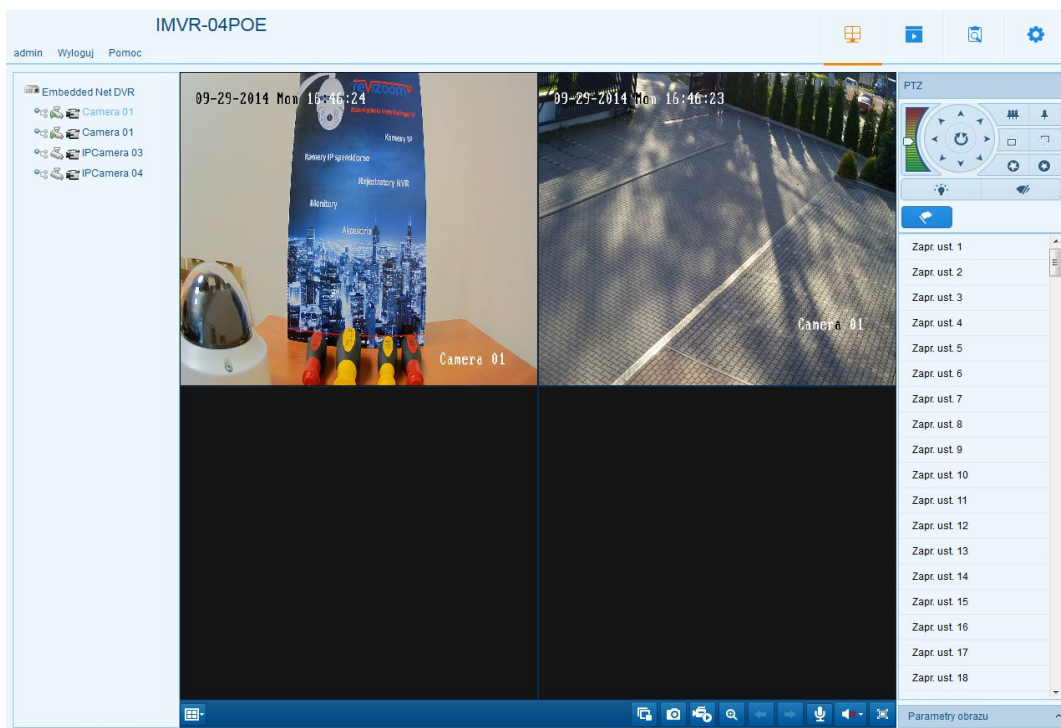 IMVR-04POE
admin Wyloguj Pomoc
Embedded Net DVR
Camera 01
Camera 01
IPCamera 03
IPCamera 04
09-29-2014 Mon 16:46:24
reVizoom
Kamery IP
Kamery IP speeddome
Rejestratory NVR
Monitory
Akcesoria
Camera 01
09-29-2014 Mon 16:46:23
Camera 01
PTZ
Zapr. ust. 1
Zapr. ust. 2
Zapr. ust. 3
Zapr. ust. 4
Zapr. ust. 5
Zapr. ust. 6
Zapr. ust. 7
Zapr. ust. 8
Zapr. ust. 9
Zapr. ust. 10
Zapr. ust. 11
Zapr. ust. 12
Zapr. ust. 13
Zapr. ust. 14
Zapr. ust. 15
Zapr. ust. 16
Zapr. ust. 17
Zapr. ust. 18
Parametry obrazu